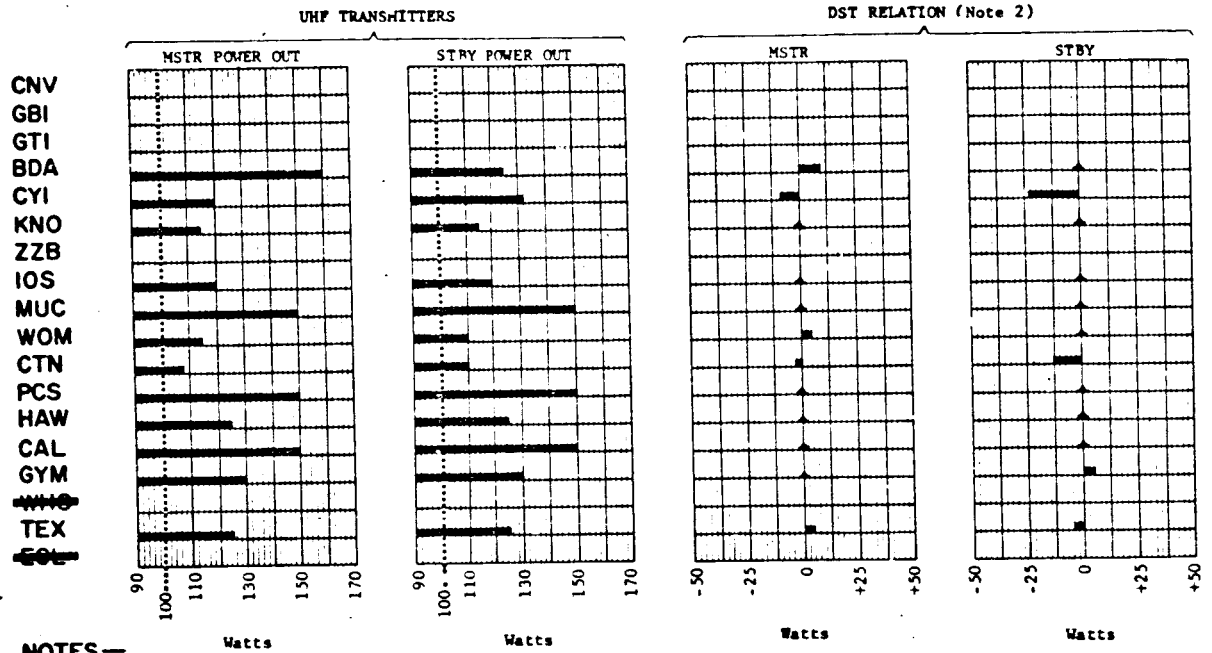 UHF TRANSMITTERS
DST RELATION (Note 2)
MSTR POWER OUT
STBY POWER OUT
MSTR
STBY
CNV
GBI
GTI
BDA
CYI
KNO
ZZB
IOS
MUC
WOM
CTN
PCS
HAW
CAL
GYM
WHS
TEX
EGL
90 100 110 130 150 170
90 100 110 130 150 170
-50 -25 0 +25 +50
-50 -25 0 +25 +50
Watts
Watts
Watts
Watts
NOTES—